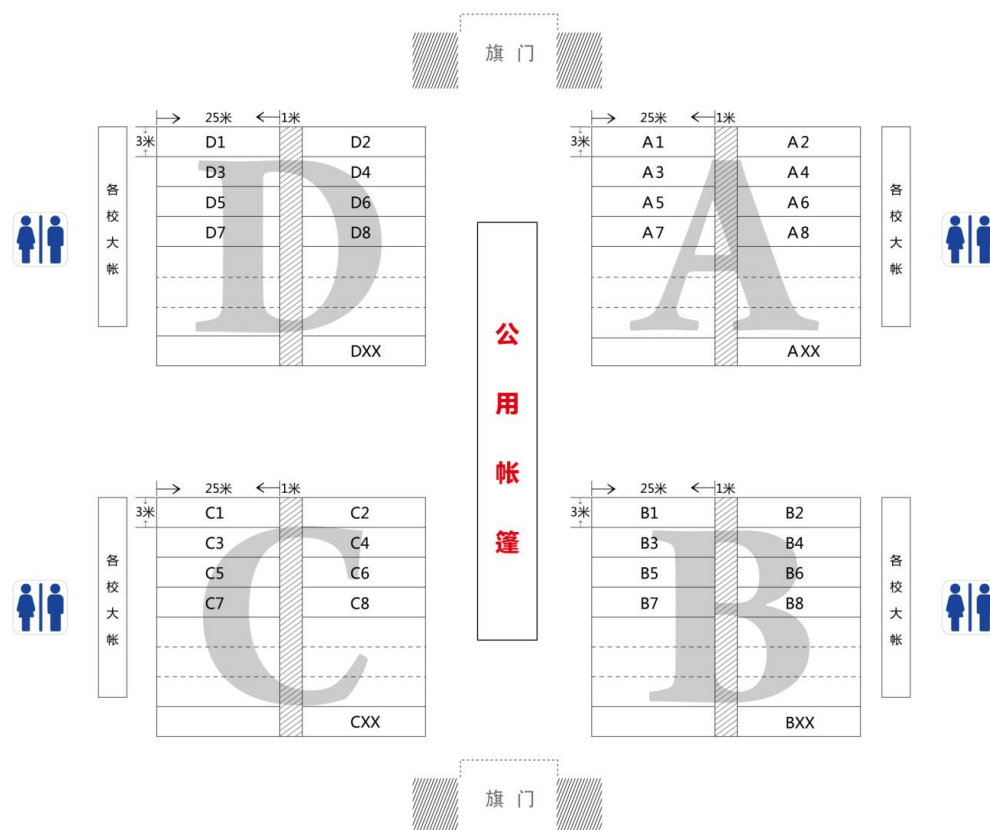 旗 门
25米 1米
25米 1米
3米 D1 D2
3米 A1 A2
D3 D4
A3 A4
D5 D6
A5 A6
D7 D8
A7 A8
各校大帐
D
A
各校大帐
DXX
AXX
公用帐篷
25米 1米
25米 1米
3米 C1 C2
3米 B1 B2
C3 C4
B3 B4
C5 C6
B5 B6
C7 C8
B7 B8
各校大帐
C
B
各校大帐
CXX
BXX
旗 门